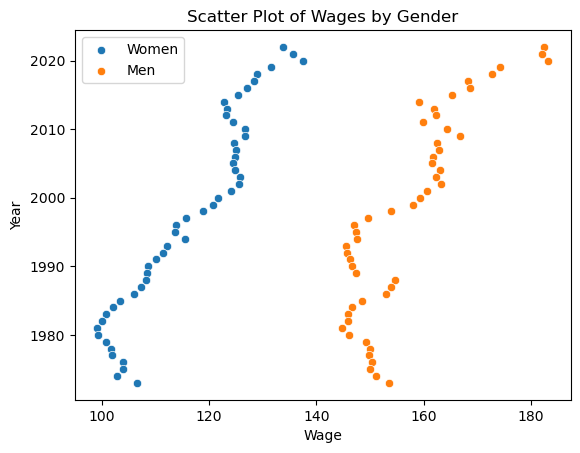 Scatter Plot of Wages by Gender
Women
Men
2020
2010
2000
1990
1980
Year
100 120 140 160 180
Wage